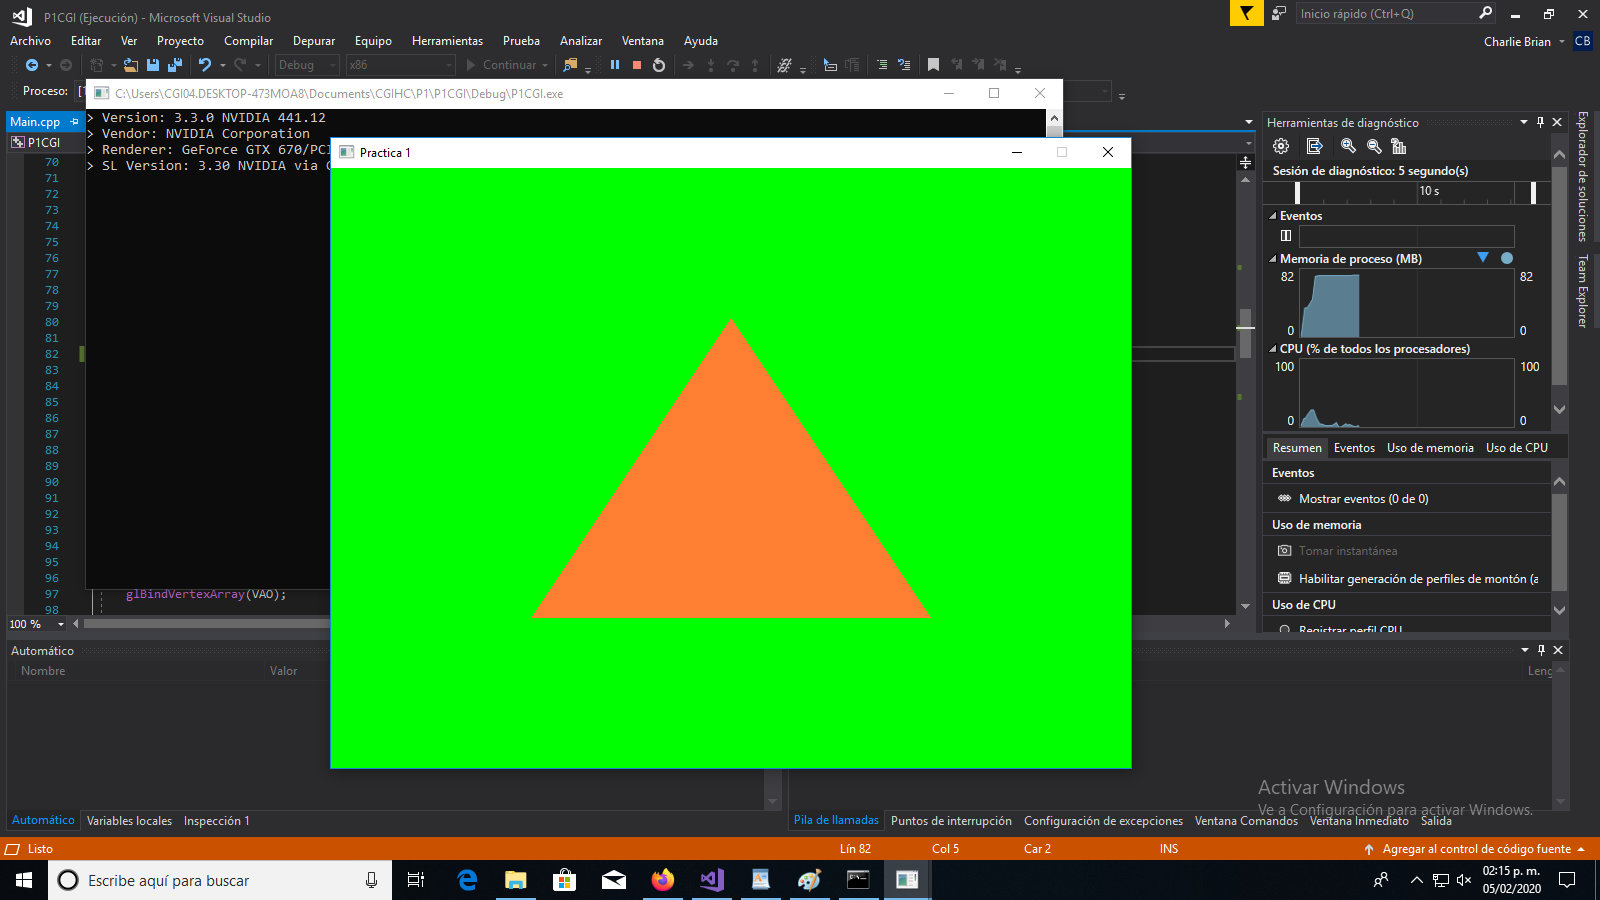 P1CGI (Ejecución) - Microsoft Visual Studio
Inicio rápido (Ctrl+Q)
Archivo Editar Ver Proyecto Compilar Depurar Equipo Herramientas Prueba Analizar Ventana Ayuda
Charlie Brian CB
Debug x86 Continuar
Proceso:
C:\Users\CGI04.DESKTOP-473MOA8\Documents\CGIHC\P1\P1CGI\Debug\P1CGI.exe
> Version: 3.3.0 NVIDIA 441.12
> Vendor: NVIDIA Corporation
> Renderer: GeForce GTX 670/PCI
> SL Version: 3.30 NVIDIA via
Practica 1
Main.cpp
P1CGI
70
71
72
73
74
75
76
77
78
79
80
81
82
83
84
85
86
87
88
89
90
91
92
93
94
95
96
97 glBindVertexArray(VAO);
98
100 %
Herramientas de diagnóstico
Sesión de diagnóstico: 5 segundo(s)
10 s
Eventos
Memoria de proceso (MB)
82 82
0 0
CPU (% de todos los procesadores)
100 100
0 0
Resumen Eventos Uso de memoria Uso de CPU
Eventos
Mostrar eventos (0 de 0)
Uso de memoria
Tomar instantánea
Habilitar generación de perfiles de montón (a
Uso de CPU
Registrar perfil CPU
Explorador de soluciones
Team Explorer
Automático
Nombre Valor
Leng
Automático Variables locales Inspección 1
Pila de llamadas Puntos de interrupción Configuración de excepciones Ventana Comandos Ventana Inmediato Salida
Activar Windows
Ve a Configuración para activar Windows.
Listo
Lín 82 Col 5 Car 2 INS
Agregar al control de código fuente
Escribe aquí para buscar
02:15 p. m.
05/02/2020